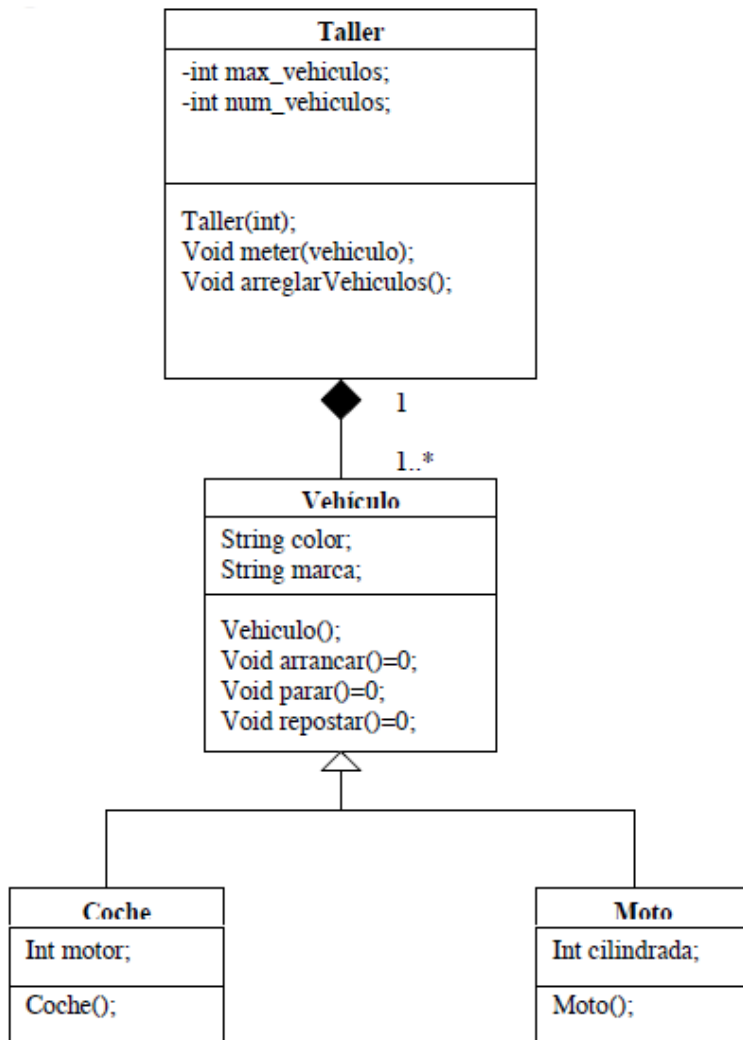 Taller
-int max_vehiculos;
-int num_vehiculos;
Taller(int);
Void meter(vehiculo);
Void arreglarVehiculos();
1
1..*
Vehículo
String color;
String marca;
Vehiculo();
Void arrancar()=0;
Void parar()=0;
Void repostar()=0;
Coche
Int motor;
Coche();
Moto
Int cilindrada;
Moto();